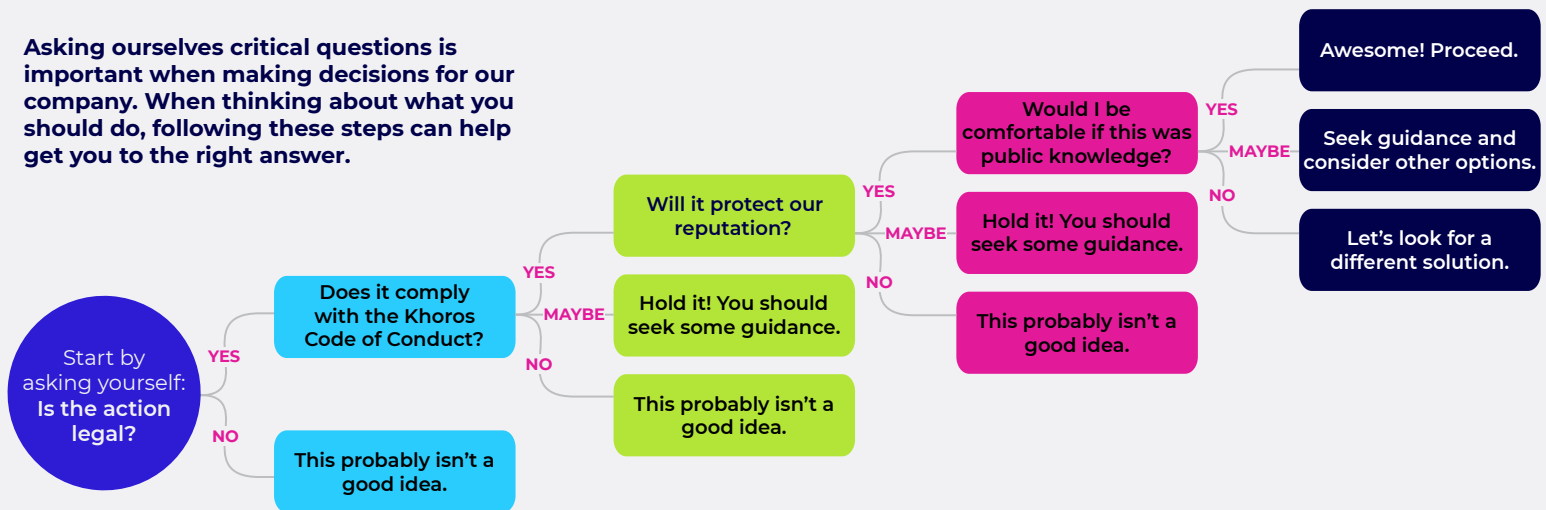 Asking ourselves critical questions is
important when making decisions for our
company. When thinking about what you
should do, following these steps can help
get you to the right answer.
Start by
asking yourself:
Is the action
legal?
YES
NO
Does it comply
with the Khoros
Code of Conduct?
This probably isn’t a
good idea.
YES
MAYBE
NO
Will it protect our
reputation?
Hold it! You should
seek some guidance.
This probably isn’t a
good idea.
YES
MAYBE
NO
Would I be
comfortable if this was
public knowledge?
Hold it! You should
seek some guidance.
This probably isn’t a
good idea.
YES
MAYBE
NO
Awesome! Proceed.
Seek guidance and
consider other options.
Let’s look for a
different solution.